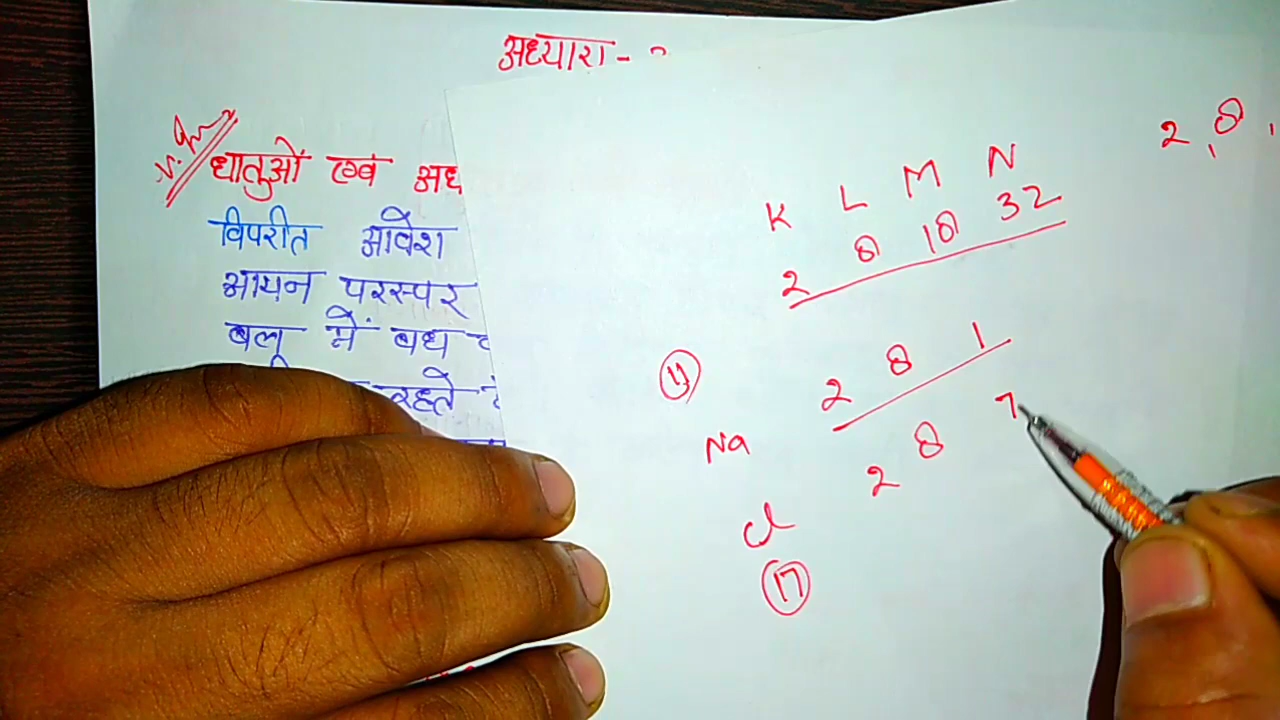 अध्यारा -
धातुओं एवं अध
विपरीत आवेश
आयन परस्पर
बल में बध
रहते
2, 8,
K L M N
2 8 18 32
11
Na 2 8 1
Cl 2 8 7
17